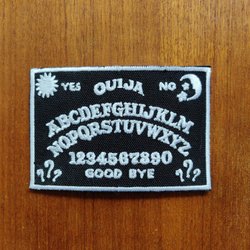 YES OUIJA NO
ABCDEFGHIJKLM
NOPQRSTUVWXYZ
1234567890
GOOD BYE
?? ??